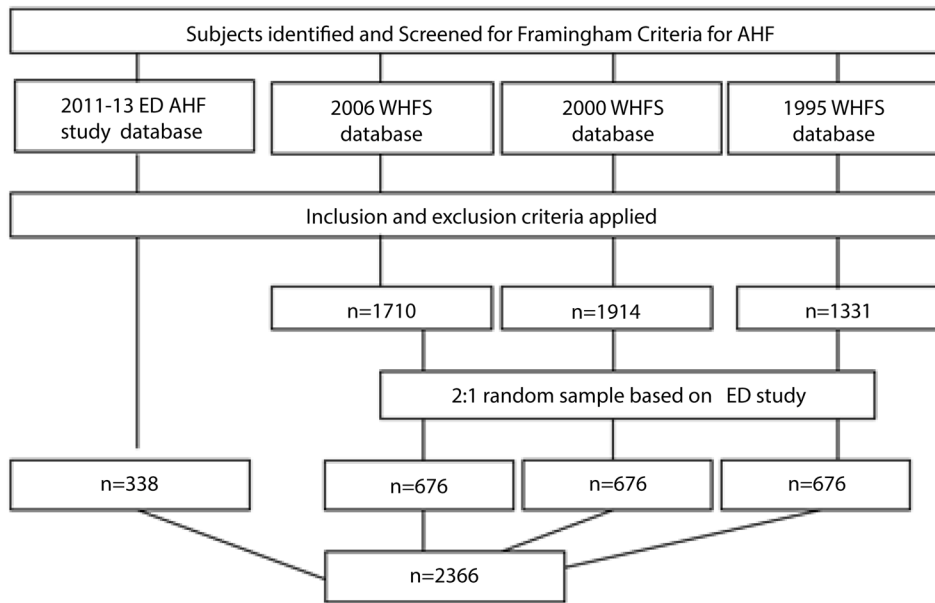 Subjects identified and Screened for Framingham Criteria for AHF
2011-13 ED AHF
study database
2006 WHFS
database
2000 WHFS
database
1995 WHFS
database
Inclusion and exclusion criteria applied
n=1710
n=1914
n=1331
2:1 random sample based on ED study
n=338
n=676
n=676
n=676
n=2366